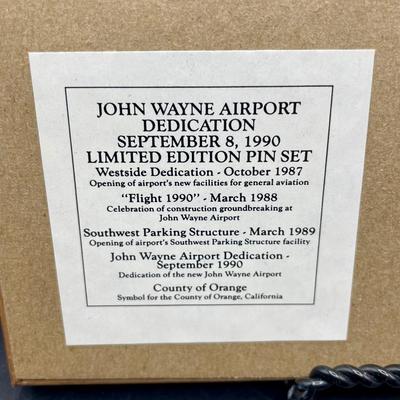 JOHN WAYNE AIRPORT
DEDICATION
SEPTEMBER 8, 1990
LIMITED EDITION PIN SET
Westside Dedication - October 1987
Opening of airport's new facilities for general aviation
"Flight 1990" - March 1988
Celebration of construction groundbreaking at
John Wayne Airport
Southwest Parking Structure - March 1989
Opening of airport's Southwest Parking Structure facility
John Wayne Airport Dedication -
September 1990
Dedication of the new John Wayne Airport
County of Orange
Symbol for the County of Orange, California